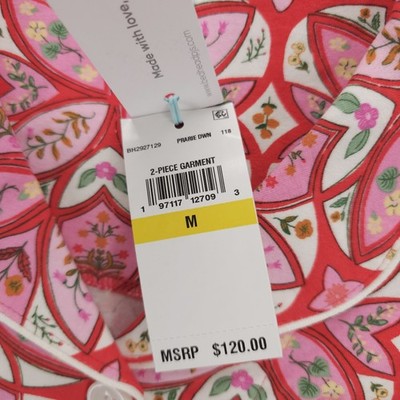 Made with love,
BH2927129 PRAIRIE DWN 118
2-PIECE GARMENT
1 97117 12709 3
M
MSRP $120.00